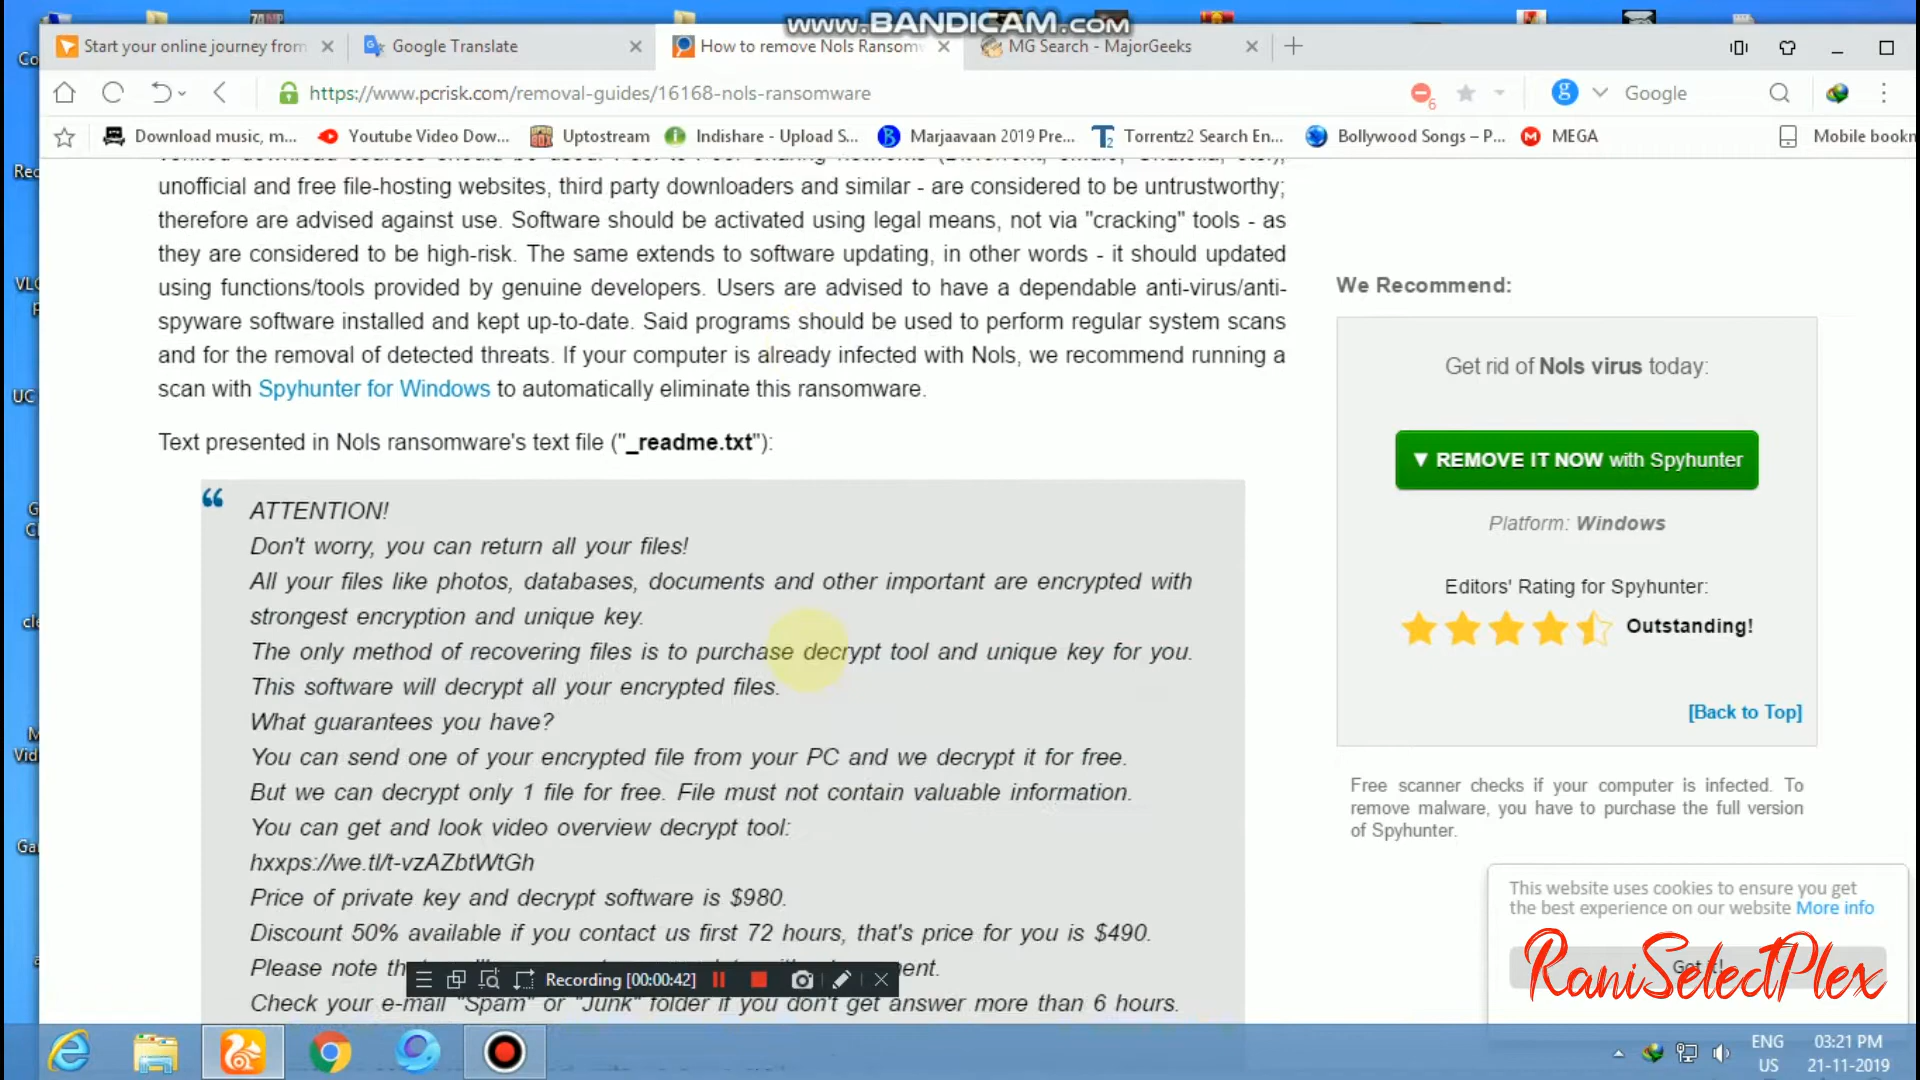 www.BANDICAM.com
Start your online journey from
Google Translate
How to remove Nols Ransom
MG Search - MajorGeeks
https://www.pcrisk.com/removal-guides/16168-nols-ransomware
6
Google
Download music, m...
Youtube Video Dow...
Uptostream
Indishare - Upload S...
Marjaavaan 2019 Pre...
Torrentz2 Search En...
Bollywood Songs – P...
MEGA
Mobile bookn
unofficial and free file-hosting websites, third party downloaders and similar - are considered to be untrustworthy;
therefore are advised against use. Software should be activated using legal means, not via "cracking" tools - as
they are considered to be high-risk. The same extends to software updating, in other words - it should updated
using functions/tools provided by genuine developers. Users are advised to have a dependable anti-virus/anti-
spyware software installed and kept up-to-date. Said programs should be used to perform regular system scans
and for the removal of detected threats. If your computer is already infected with Nols, we recommend running a
scan with Spyhunter for Windows to automatically eliminate this ransomware.
Text presented in Nols ransomware's text file ("_readme.txt"):
ATTENTION!
Don't worry, you can return all your files!
All your files like photos, databases, documents and other important are encrypted with
strongest encryption and unique key.
The only method of recovering files is to purchase decrypt tool and unique key for you.
This software will decrypt all your encrypted files.
What guarantees you have?
You can send one of your encrypted file from your PC and we decrypt it for free.
But we can decrypt only 1 file for free. File must not contain valuable information.
You can get and look video overview decrypt tool:
hxxps://we.tl/t-vzAZbtWtGh
Price of private key and decrypt software is $980.
Discount 50% available if you contact us first 72 hours, that's price for you is $490.
Please note
Check your e-mail "Spam" or "Junk" folder if you don't get answer more than 6 hours.
Recording [00:00:42]
We Recommend:
Get rid of Nols virus today:
▼ REMOVE IT NOW with Spyhunter
Platform: Windows
Editors' Rating for Spyhunter:
Outstanding!
[Back to Top]
Free scanner checks if your computer is infected. To
remove malware, you have to purchase the full version
of Spyhunter.
This website uses cookies to ensure you get
the best experience on our website More info
Got it!
RaniSelectPlex
ENG
US
03:21 PM
21-11-2019